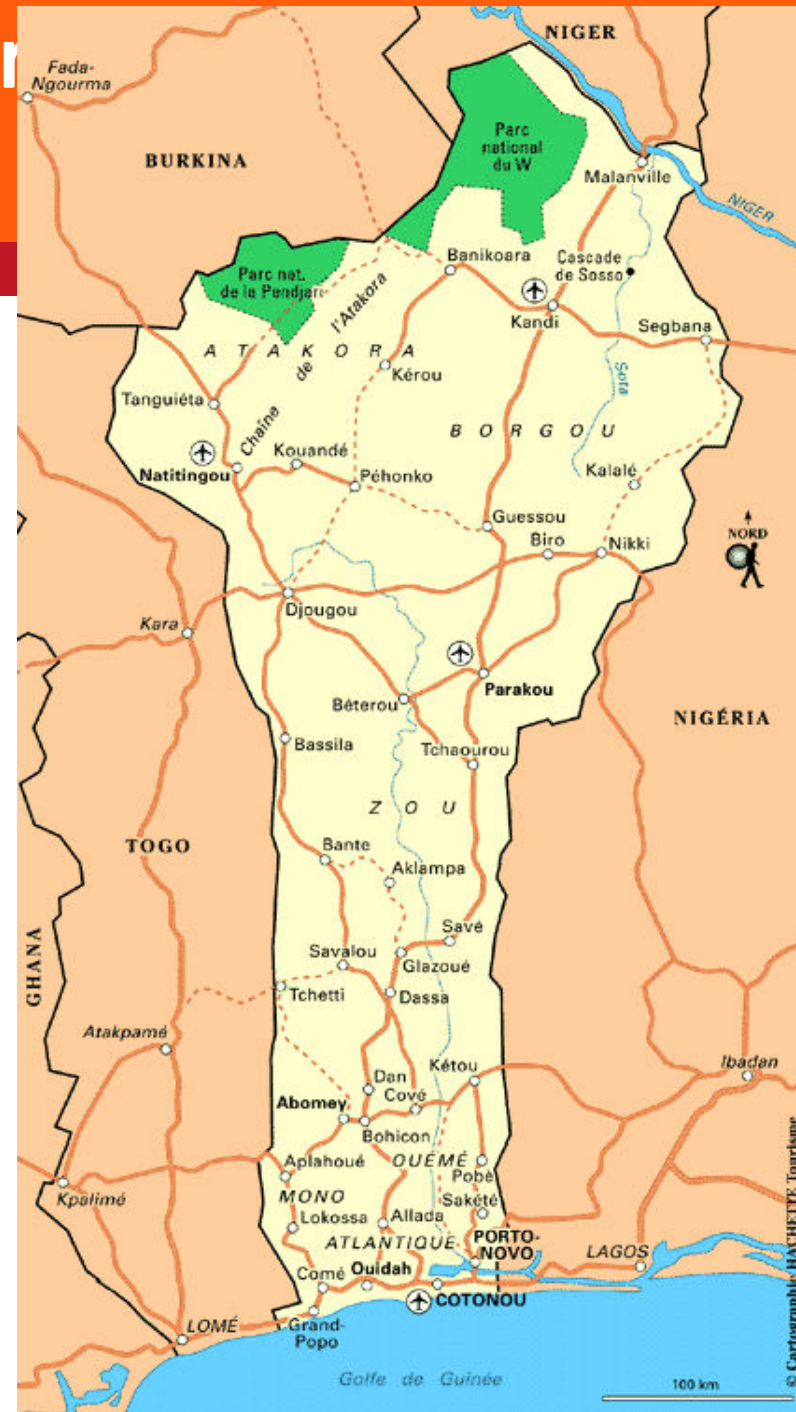 r
NIGER
Fada-
Ngourma
BURKINA
Parc
national
du W
Malanville
NIGER
Banikoara
Cascade
de Sosso
Parc nat.
de la Pendjari
Kandi
Segbana
ATAKORA
Chaîne de l'Atakora
Kérou
Sota
Tanguiéta
BORGOU
Natitingou
Kouandé
Péhonko
Kalalé
Guessou
Biro
Nikki
NORD
Djougou
Kara
Parakou
Béterou
NIGÉRIA
Bassila
Tchaourou
ZOU
TOGO
Bante
Aklampa
GHANA
Savé
Savalou
Glazoué
Tchetti
Dassa
Atakpamé
Ibadan
Dan
Kétou
Cové
Abomey
Bohicon
Aplahoué
OUÉMÉ
Pobè
Kpalimé
MONO
Sakété
Lokossa
Allada
ATLANTIQUE
PORTO-
NOVO
LAGOS
Comé
Ouidah
COTONOU
Grand-
Popo
LOMÉ
Golfe de Guinée
100 km
© Cartographie HACHETTE Tourisme